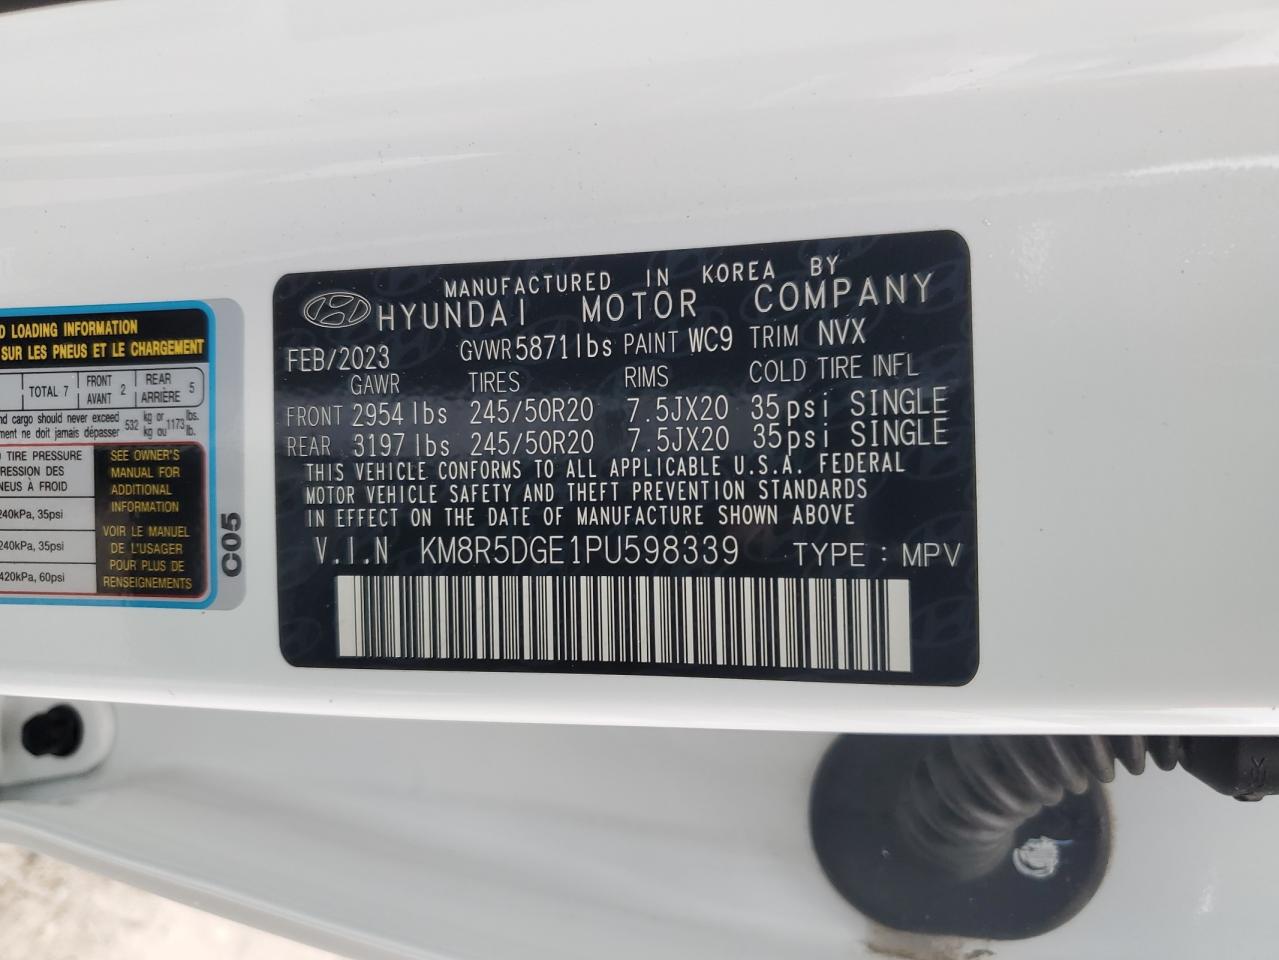 MANUFACTURED IN KOREA BY
HYUNDAI MOTOR COMPANY
FEB/2023 GVWR 5871lbs PAINT WC9 TRIM NVX
GAWR TIRES RIMS COLD TIRE INFL
FRONT 2954 lbs 245/50R20 7.5JX20 35psi SINGLE
REAR 3197 lbs 245/50R20 7.5JX20 35psi SINGLE
THIS VEHICLE CONFORMS TO ALL APPLICABLE U.S.A. FEDERAL
MOTOR VEHICLE SAFETY AND THEFT PREVENTION STANDARDS
IN EFFECT ON THE DATE OF MANUFACTURE SHOWN ABOVE
V.I.N KM8R5DGE1PU598339 TYPE : MPV
LOADING INFORMATION
SUR LES PNEUS ET LE CHARGEMENT
TOTAL 7 FRONT AVANT 2 REAR ARRIÈRE 5
cargo should never exceed 532 kg or 1173 lbs.
ne doit jamais dépasser kg ou lb.
TIRE PRESSURE
DES
À FROID
240kPa, 35psi
240kPa, 35psi
420kPa, 60psi
SEE OWNER'S
MANUAL FOR
ADDITIONAL
INFORMATION
VOIR LE MANUEL
DE L'USAGER
POUR PLUS DE
RENSEIGNEMENTS
C05